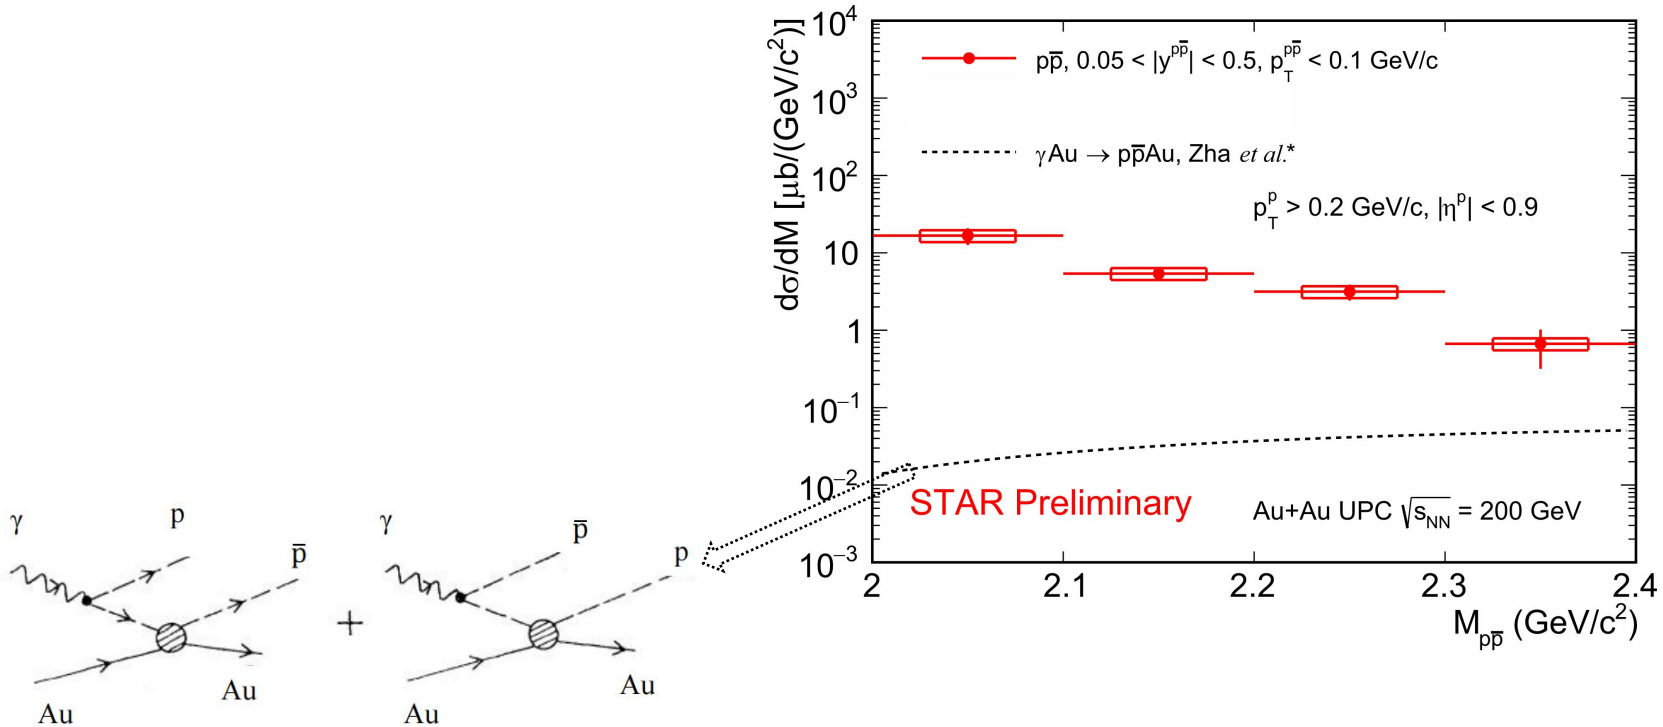 10⁴
pp̅, 0.05 < |y^{pp̅}| < 0.5, p_T^{pp̅} < 0.1 GeV/c
10³
γAu → pp̅Au, Zha et al.*
10²
p_T^p > 0.2 GeV/c, |η^p| < 0.9
10
1
10⁻¹
10⁻²
STAR Preliminary
Au+Au UPC √s_NN = 200 GeV
10⁻³
dσ/dM [μb/(GeV/c²)]
2 2.1 2.2 2.3 2.4
M_{pp̅} (GeV/c²)
γ p p̅ Au Au
+
γ p̅ p Au Au